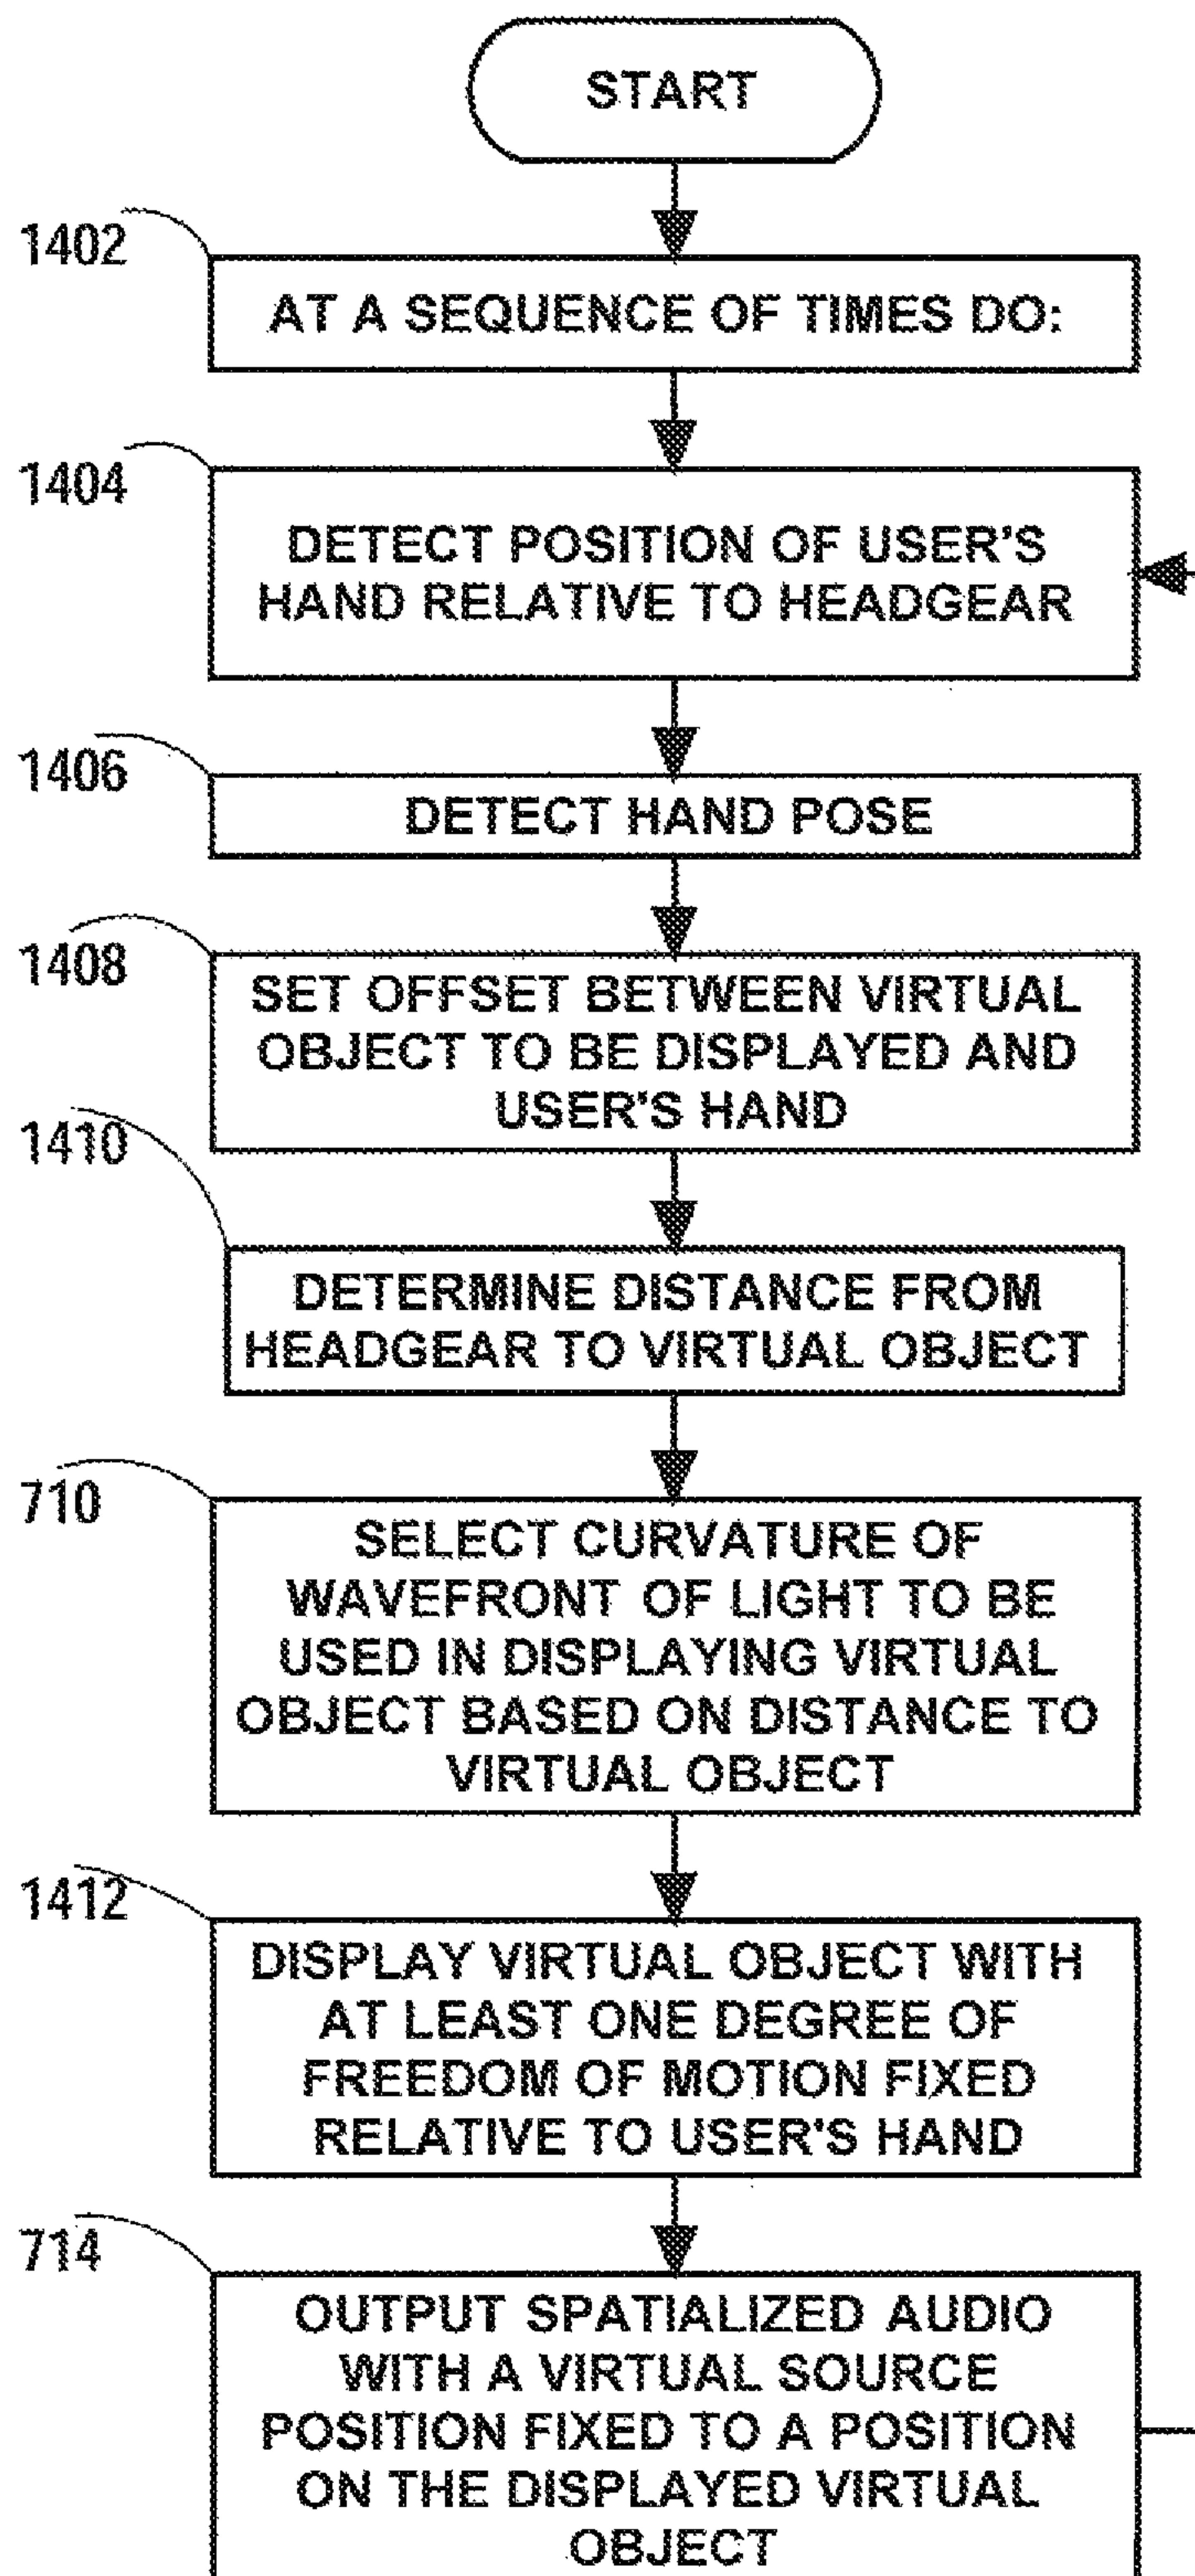 START
1402
AT A SEQUENCE OF TIMES DO:
1404
DETECT POSITION OF USER'S
HAND RELATIVE TO HEADGEAR
1406
DETECT HAND POSE
1408
SET OFFSET BETWEEN VIRTUAL
OBJECT TO BE DISPLAYED AND
USER'S HAND
1410
DETERMINE DISTANCE FROM
HEADGEAR TO VIRTUAL OBJECT
710
SELECT CURVATURE OF
WAVEFRONT OF LIGHT TO BE
USED IN DISPLAYING VIRTUAL
OBJECT BASED ON DISTANCE TO
VIRTUAL OBJECT
1412
DISPLAY VIRTUAL OBJECT WITH
AT LEAST ONE DEGREE OF
FREEDOM OF MOTION FIXED
RELATIVE TO USER'S HAND
714
OUTPUT SPATIALIZED AUDIO
WITH A VIRTUAL SOURCE
POSITION FIXED TO A POSITION
ON THE DISPLAYED VIRTUAL
OBJECT